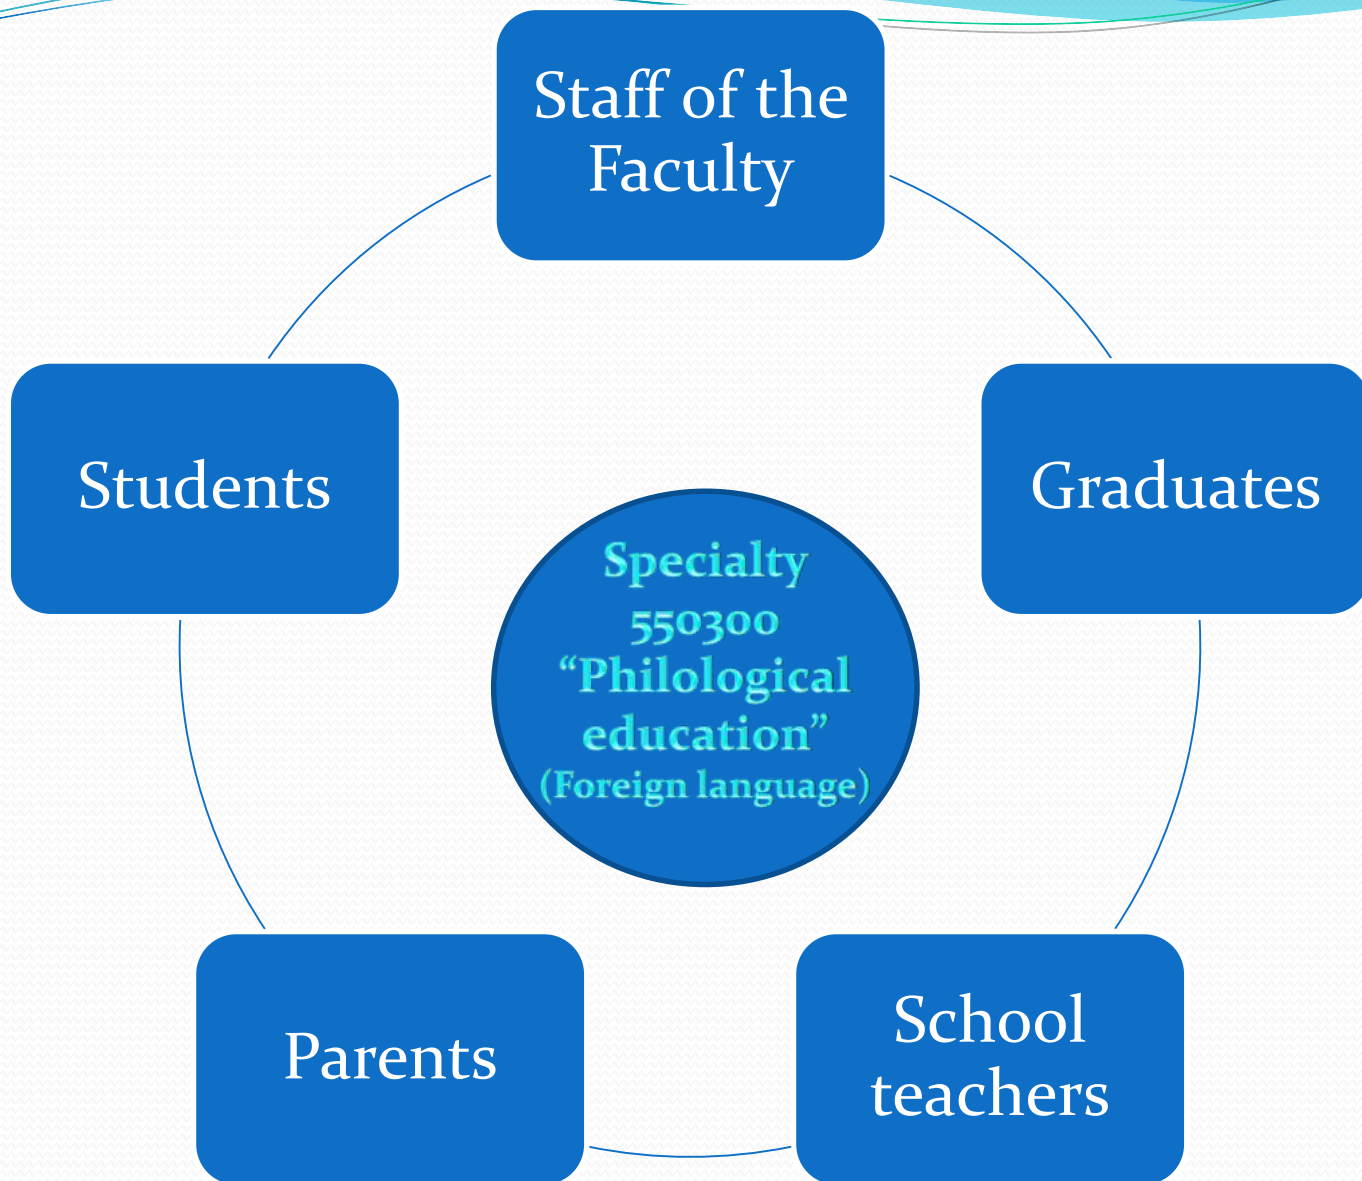 Staff of the
Faculty
Students
Graduates
Specialty
550300
“Philological
education”
(Foreign language)
Parents
School
teachers